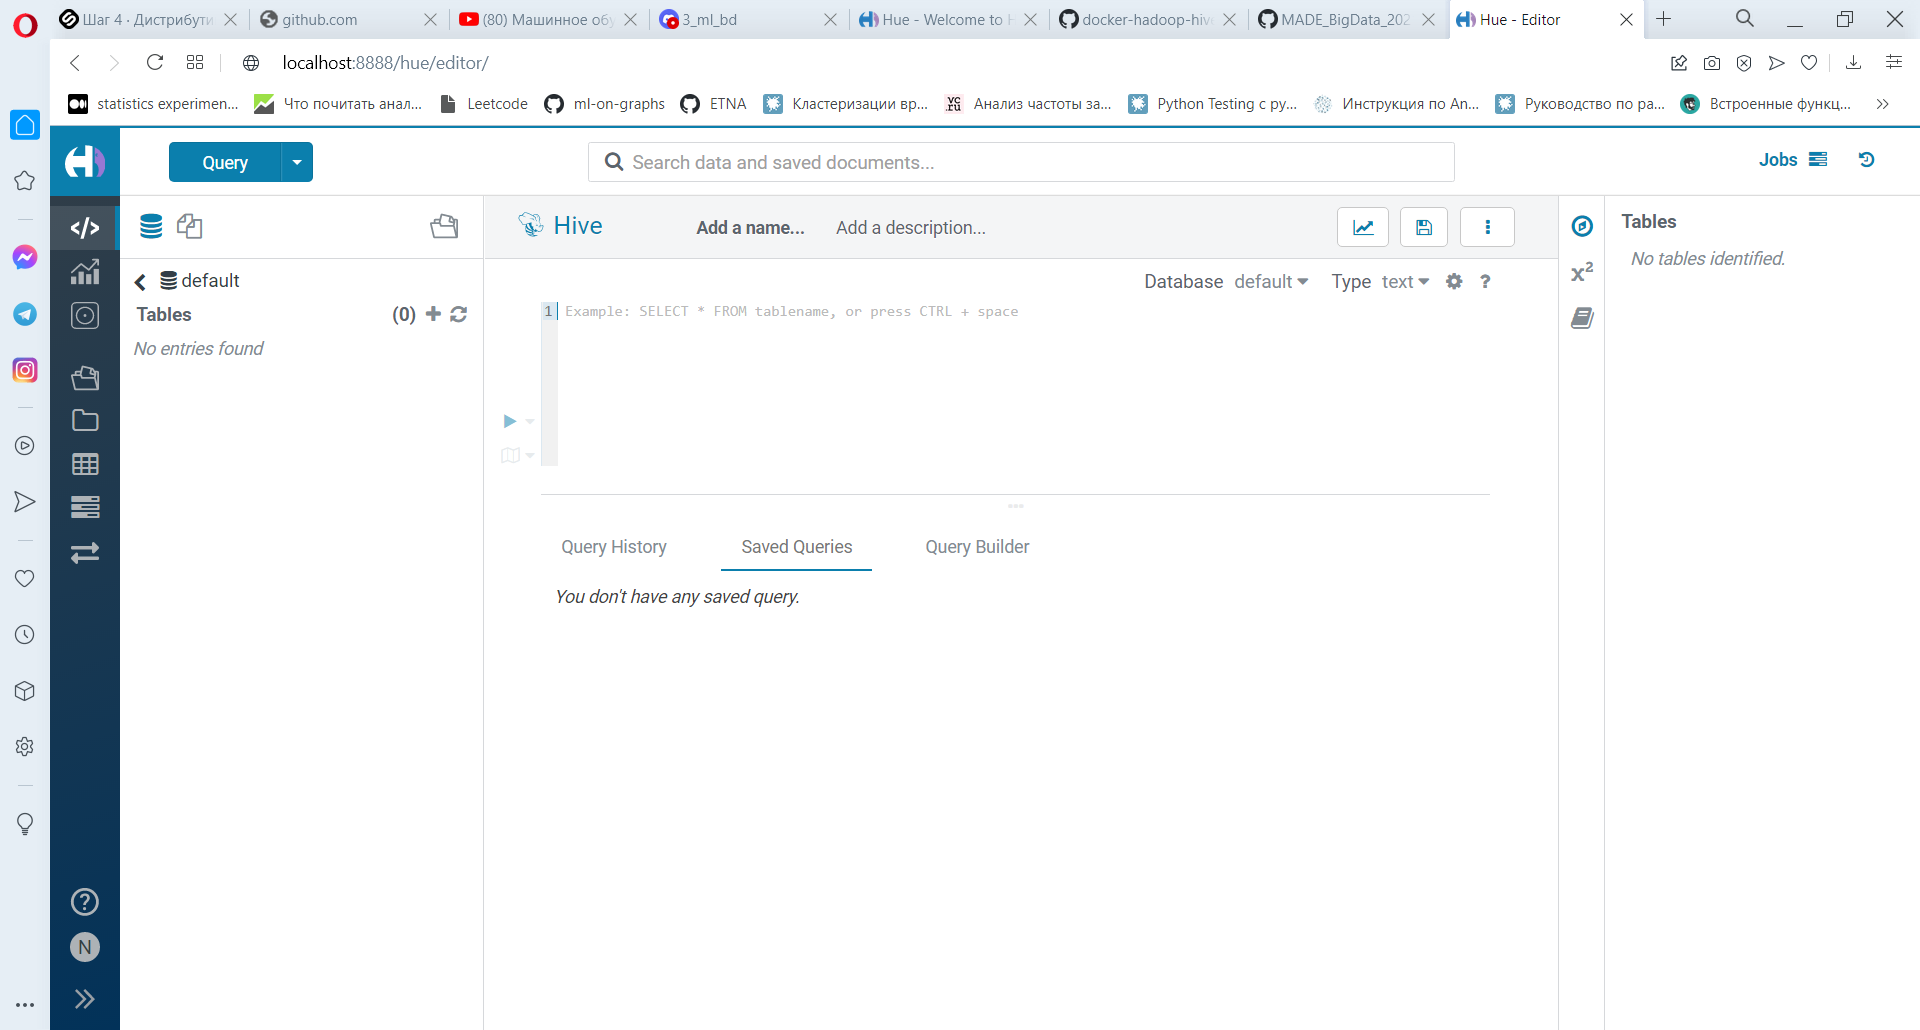 Шаг 4 · Дистрибути
github.com
(80) Машинное обу
3_ml_bd
Hue - Welcome to H
docker-hadoop-hiv
MADE_BigData_202
Hue - Editor
localhost:8888/hue/editor/
statistics experimen...
Что почитать анал...
Leetcode
ml-on-graphs
ETNA
Кластеризации вр...
Анализ частоты за...
Python Testing с ру...
Инструкция по An...
Руководство по ра...
Встроенные функц...
Query
Search data and saved documents...
Jobs
Hive
Add a name...
Add a description...
Tables
No tables identified.
default
Tables
(0)
No entries found
Database default
Type text
?
1 Example: SELECT * FROM tablename, or press CTRL + space
x²
Query History
Saved Queries
Query Builder
You don't have any saved query.
N